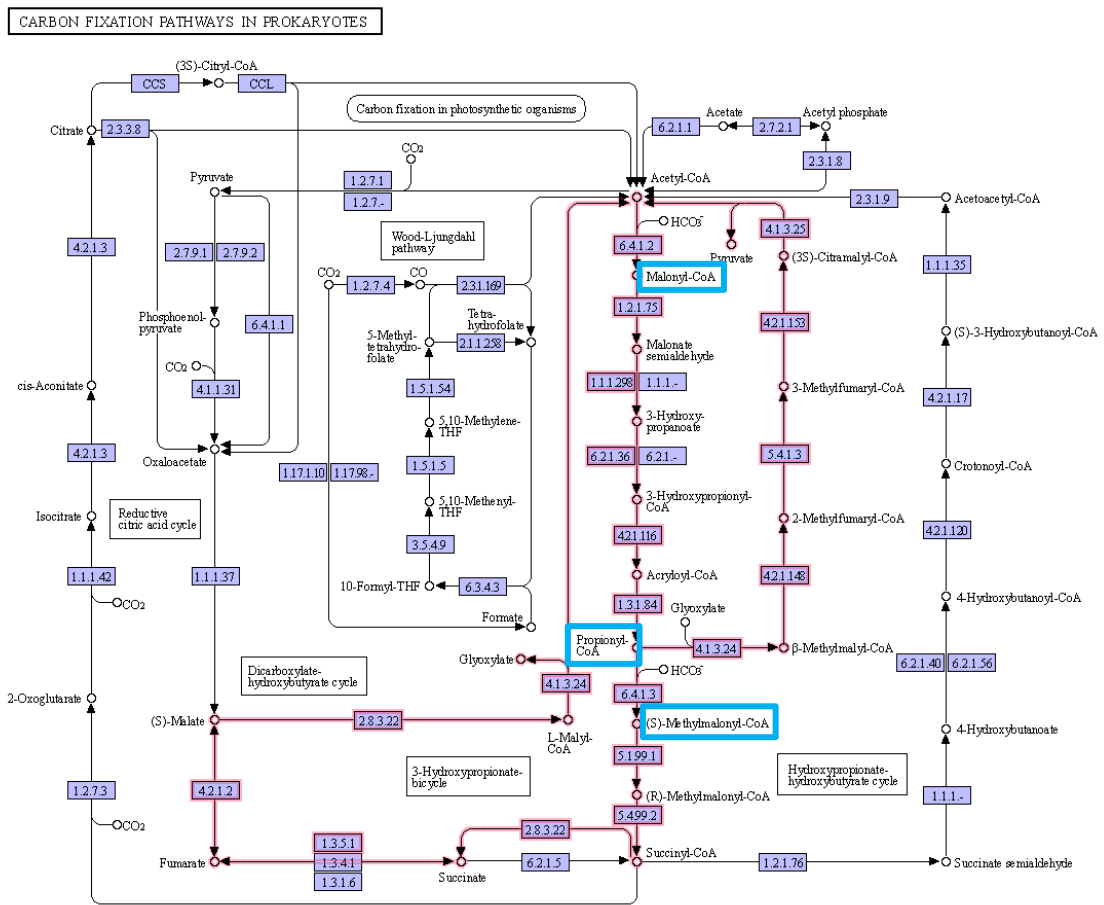 CARBON FIXATION PATHWAYS IN PROKARYOTES
(3S)-Citryl-CoA
CCS
CCL
Carbon fixation in photosynthetic organisms
Citrate
2.3.3.8
Acetate
Acetyl phosphate
6.2.1.1
2.7.2.1
2.3.1.8
CO2
Pyruvate
1.2.7.1
1.2.7.-
Acetyl-CoA
2.3.1.9
Acetoacetyl-CoA
HCO3-
4.1.3.25
Wood-Ljungdahl
pathway
4.2.1.3
2.7.9.1
2.7.9.2
6.4.1.2
Pyruvate
(3S)-Citramalyl-CoA
1.1.1.35
CO2
CO
1.2.7.4
2.3.1.169
Malonyl-CoA
1.2.1.75
Phosphoenol-
pyruvate
6.4.1.1
Tetra-
hydrofolate
5-Methyl-
tetrahydro-
folate
2.1.1.258
4.2.1.153
(S)-3-Hydroxybutanoyl-CoA
Malonate
semialdehyde
CO2
4.1.1.31
cis-Aconitate
1.5.1.54
1.1.1.298
1.1.1.-
3-Methylfumaryl-CoA
4.2.1.17
5,10-Methylene-
THF
3-Hydroxy-
propanoate
4.2.1.3
Oxaloacetate
1.17.1.10
1.17.98.-
1.5.1.5
6.2.1.36
6.2.1.-
5.4.1.3
Crotonoyl-CoA
5,10-Methenyl-
THF
3-Hydroxypropionyl-
CoA
Isocitrate
Reductive
citric acid cycle
3.5.4.9
4.2.1.116
2-Methylfumaryl-CoA
4.2.1.120
1.1.1.42
1.1.1.37
10-Formyl-THF
6.3.4.3
Acryloyl-CoA
4.2.1.148
CO2
Formate
1.3.1.84
Glyoxylate
4-Hydroxybutanoyl-CoA
Propionyl-
CoA
4.1.3.24
β-Methylmalyl-CoA
Glyoxylate
4.1.3.24
HCO3-
6.2.1.40
6.2.1.56
Dicarboxylate-
hydroxybutyrate cycle
6.4.1.3
2-Oxoglutarate
(S)-Malate
2.8.3.22
L-Malyl-
CoA
(S)-Methylmalonyl-CoA
4-Hydroxybutanoate
5.1.99.1
1.2.7.3
4.2.1.2
3-Hydroxypropionate-
bicycle
(R)-Methylmalonyl-CoA
Hydroxypropionate-
hydroxybutyrate cycle
1.1.1.-
CO2
5.4.99.2
2.8.3.22
1.3.5.1
1.3.4.1
1.3.1.6
Fumarate
Succinate
6.2.1.5
Succinyl-CoA
1.2.1.76
Succinate semialdehyde